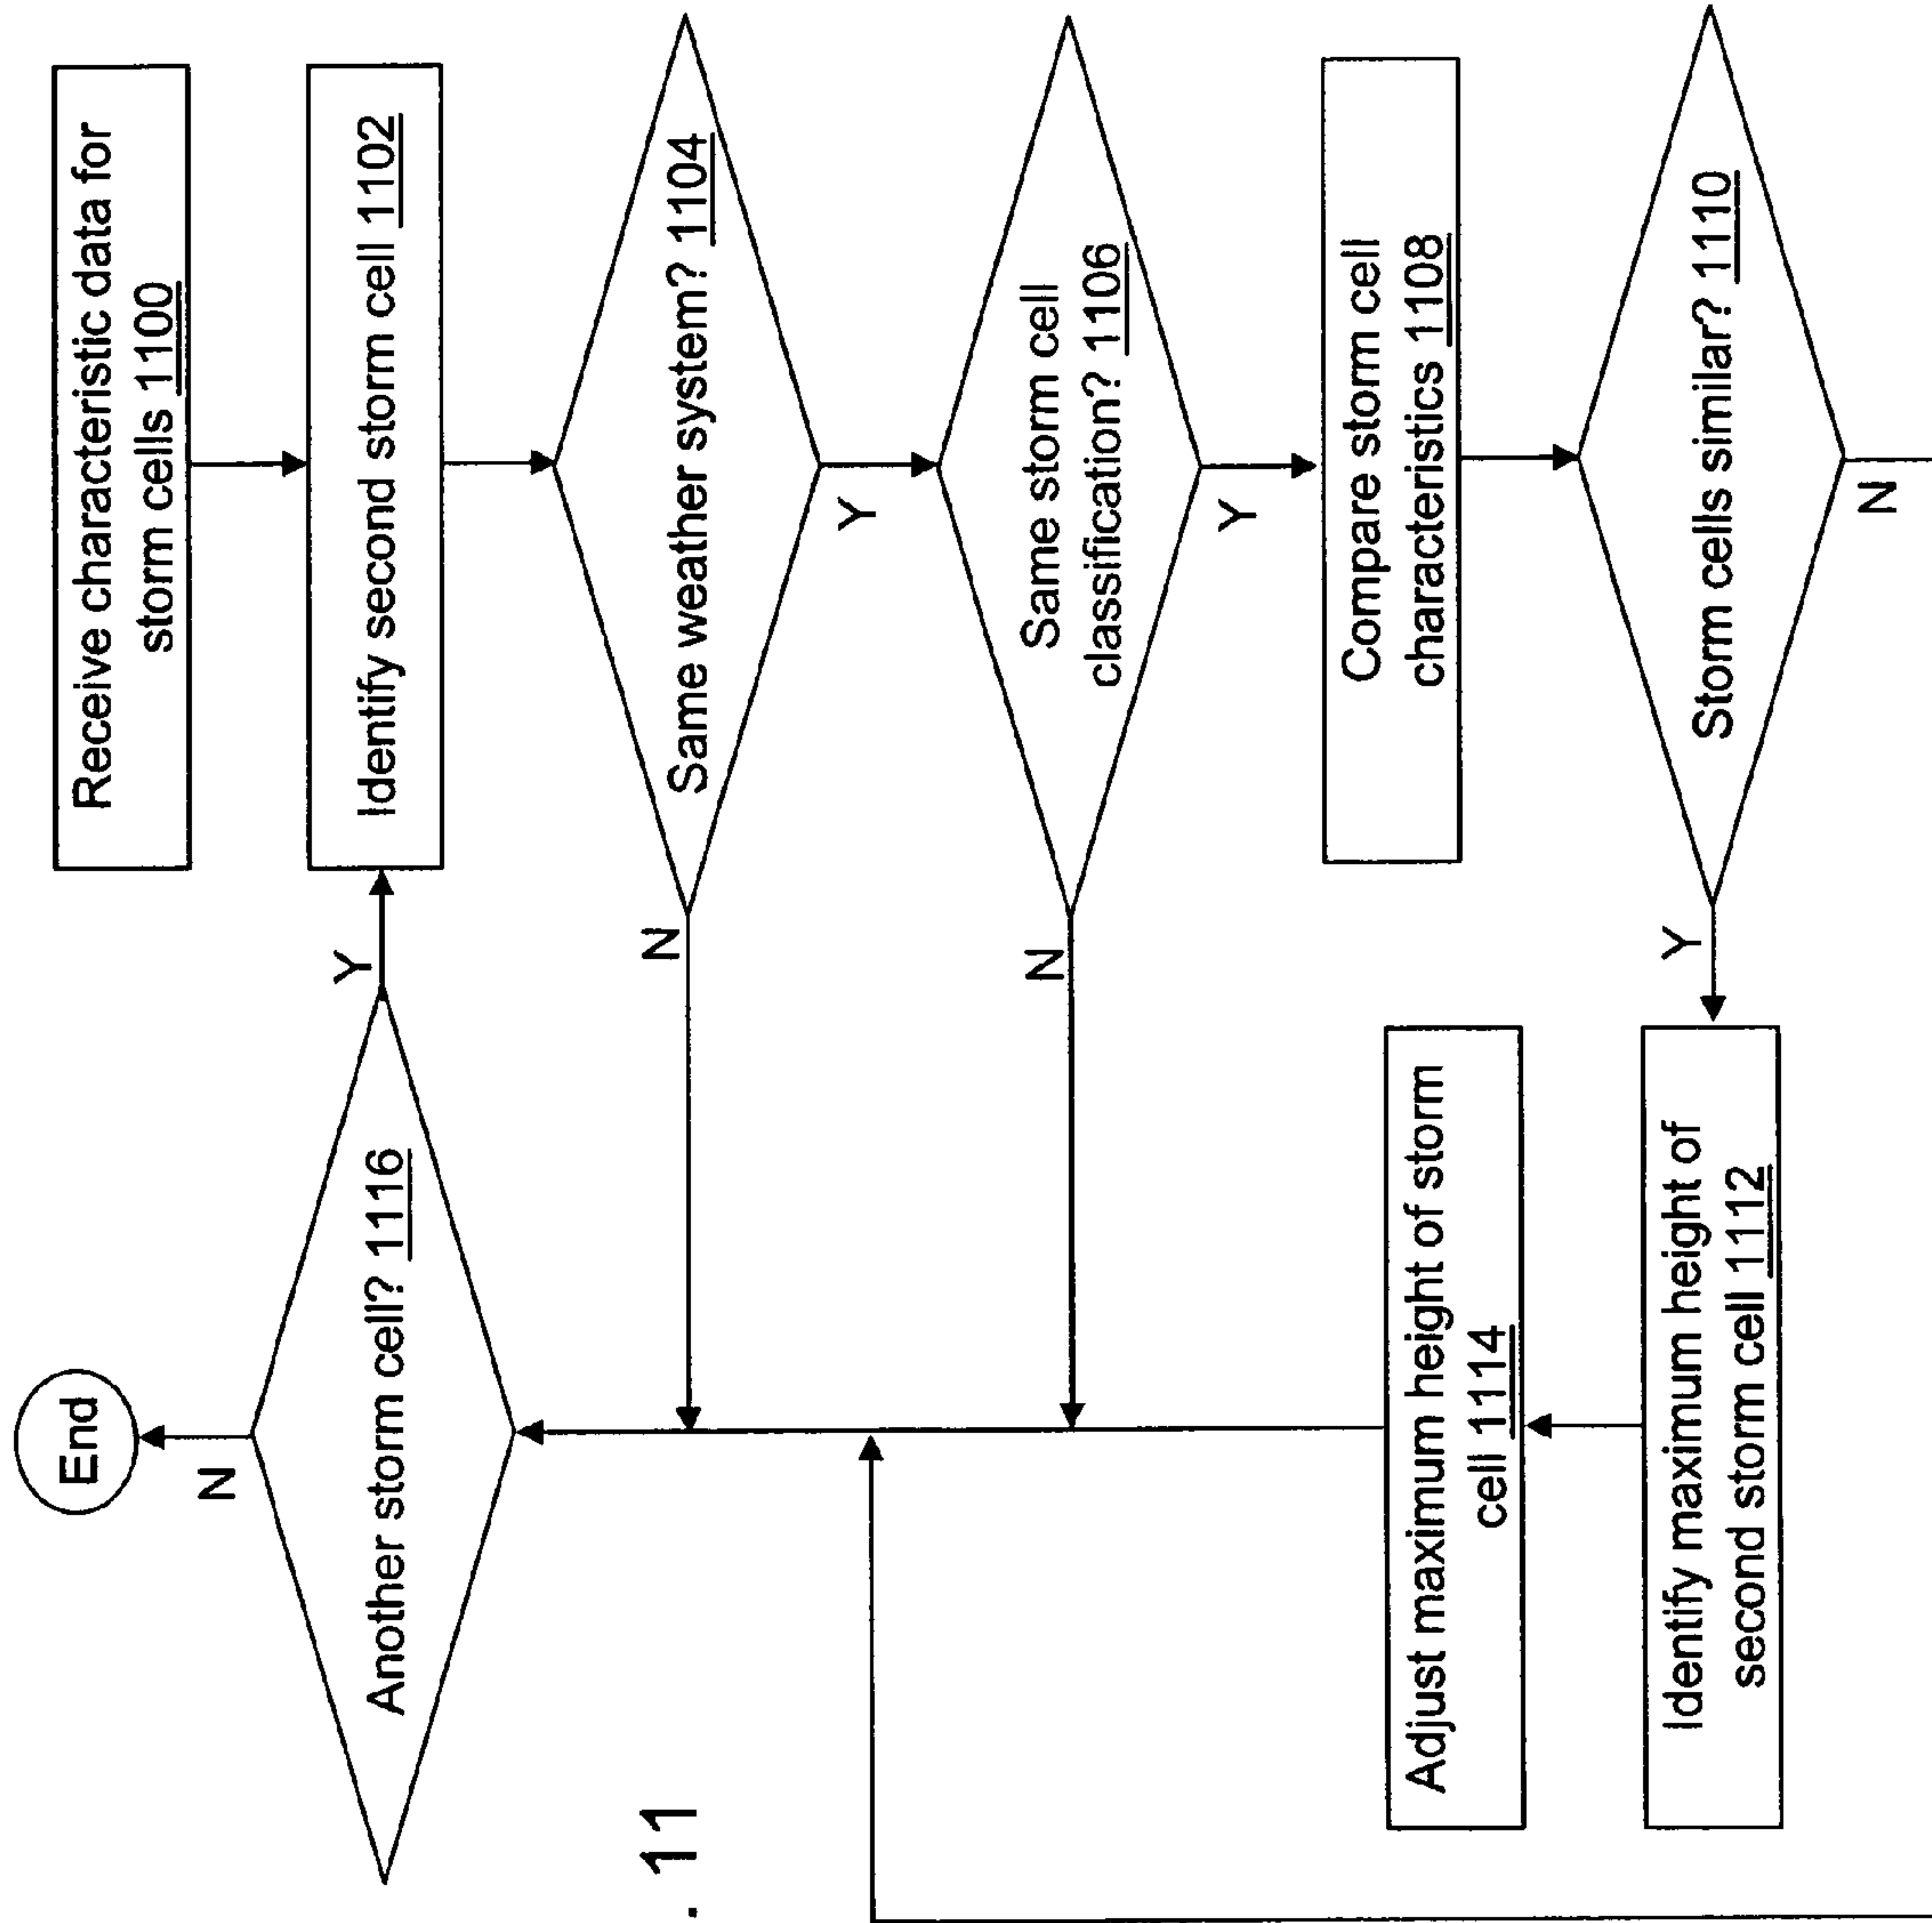 Receive characteristic data for
storm cells 1100
Identify second storm cell 1102
Same weather system? 1104
N
Y
Same storm cell
classification? 1106
N
Y
Compare storm cell
characteristics 1108
Storm cells similar? 1110
Y
N
Identify maximum height of
second storm cell 1112
Adjust maximum height of storm
cell 1114
Another storm cell? 1116
Y
N
End
. 11